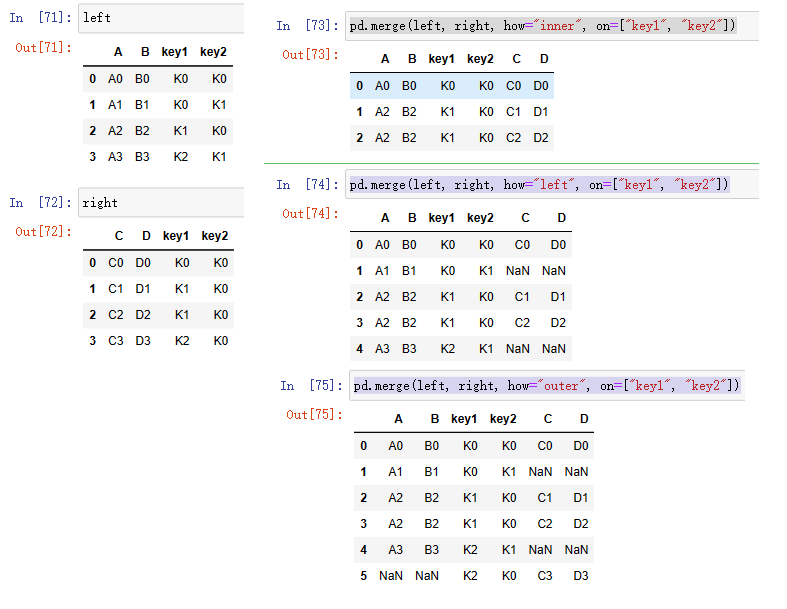 In [71]: left
Out[71]:
A B key1 key2
0 A0 B0 K0 K0
1 A1 B1 K0 K1
2 A2 B2 K1 K0
3 A3 B3 K2 K1
In [72]: right
Out[72]:
C D key1 key2
0 C0 D0 K0 K0
1 C1 D1 K1 K0
2 C2 D2 K1 K0
3 C3 D3 K2 K0
In [73]: pd.merge(left, right, how="inner", on=["key1", "key2"])
Out[73]:
A B key1 key2 C D
0 A0 B0 K0 K0 C0 D0
1 A2 B2 K1 K0 C1 D1
2 A2 B2 K1 K0 C2 D2
In [74]: pd.merge(left, right, how="left", on=["key1", "key2"])
Out[74]:
A B key1 key2 C D
0 A0 B0 K0 K0 C0 D0
1 A1 B1 K0 K1 NaN NaN
2 A2 B2 K1 K0 C1 D1
3 A2 B2 K1 K0 C2 D2
4 A3 B3 K2 K1 NaN NaN
In [75]: pd.merge(left, right, how="outer", on=["key1", "key2"])
Out[75]:
A B key1 key2 C D
0 A0 B0 K0 K0 C0 D0
1 A1 B1 K0 K1 NaN NaN
2 A2 B2 K1 K0 C1 D1
3 A2 B2 K1 K0 C2 D2
4 A3 B3 K2 K1 NaN NaN
5 NaN NaN K2 K0 C3 D3